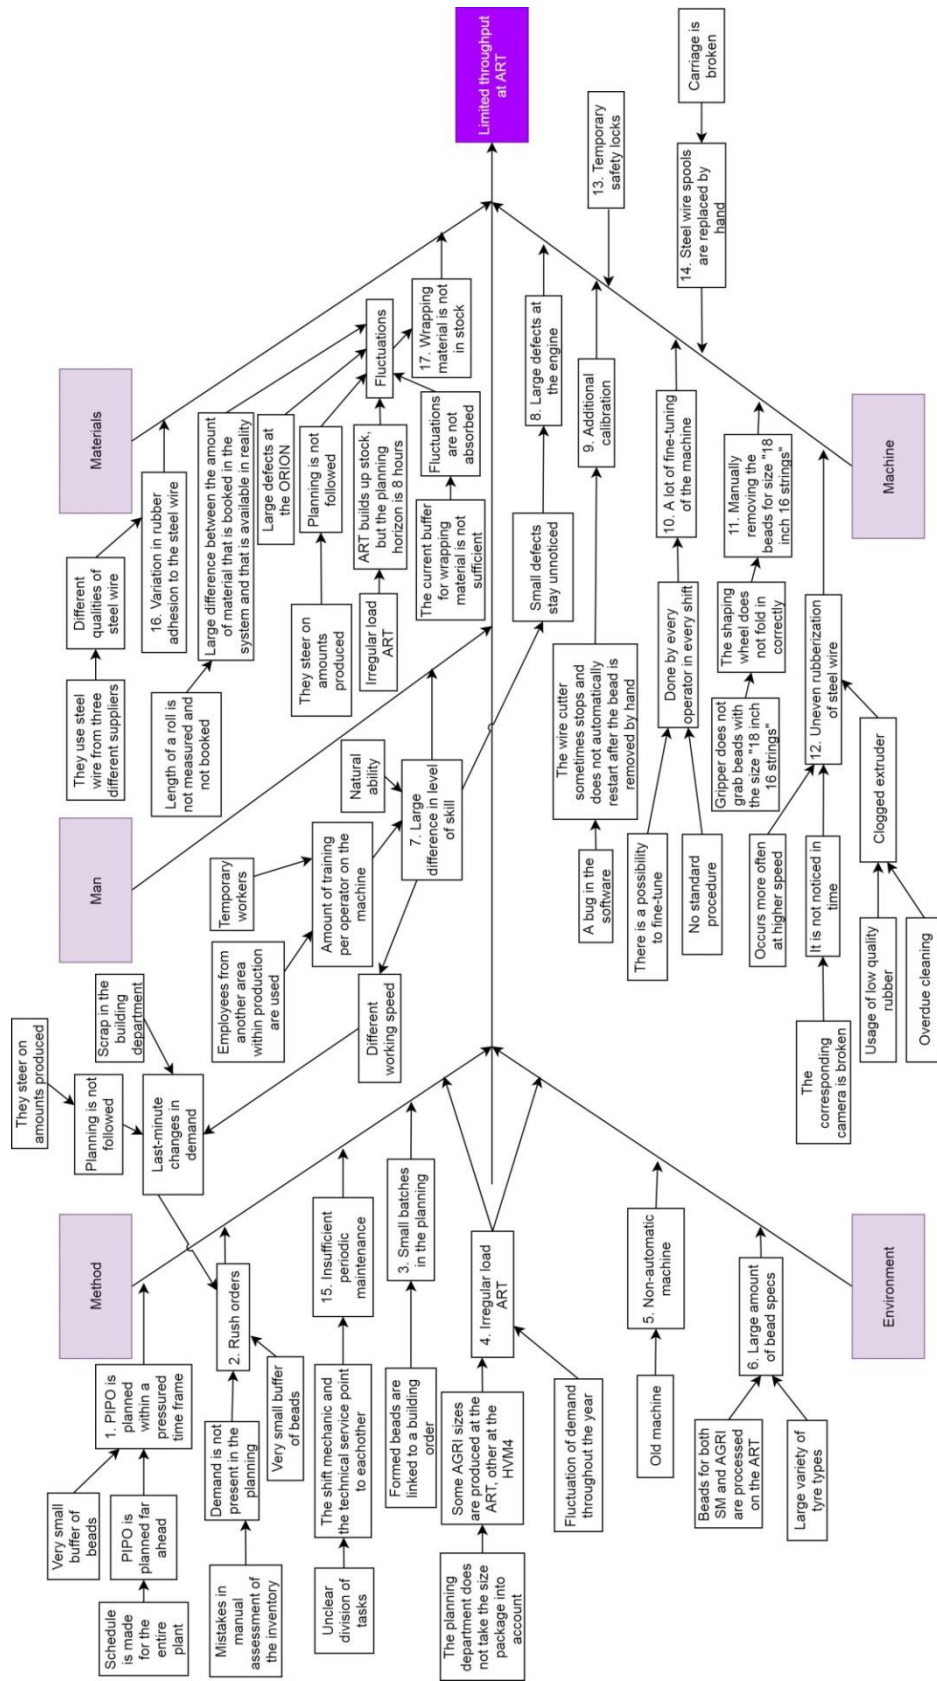 Method
Man
Materials
Environment
Machine
Limited throughput
at ART
They steer on
amounts produced
Planning is not
followed
Scrap in the
building
department
Last-minute
changes in
demand
Very small
buffer of
beads
1. PIPO is
planned
within a
pressured
time frame
PIPO is
planned far
ahead
Schedule is
made for the
entire
plant
2. Rush orders
Demand is not
present in the
planning
Mistakes in
manual
assessment of
the inventory
Very small buffer
of beads
15. Insufficient
periodic
maintenance
The shift mechanic and
the technical service point
to eachother
Unclear
division of
tasks
3. Small batches
in the planning
Formed beads are
linked to a building
order
4. Irregular load
ART
Some AGRI sizes
are produced at the
ART, other at the
HVM4
The planning
department does
not take the size
package into
account
Fluctuation of demand
throughout the year
5. Non-automatic
machine
Old machine
6. Large amount
of bead specs
Beads for both
SM and AGRI
are processed
on the ART
Large variety of
tyre types
Temporary
workers
Employees from
another area
within production
are used
Amount of training
per operator on the
machine
Natural
ability
7. Large
difference in level
of skill
Different
working speed
They use steel
wire from three
different suppliers
Different
qualities of
steel wire
16. Variation in rubber
adhesion to the steel wire
Length of a roll is
not measured and
not booked
Large difference between the amount
of material that is booked in the
system and that is available in reality
Large defects at
the ORION
They steer on
amounts
produced
Planning is not
followed
Irregular load
ART
ART builds up stock,
but the planning
horizon is 8 hours
Fluctuations
The current buffer
for wrapping
material is not
sufficient
Fluctuations
are not
absorbed
17. Wrapping
material is not
in stock
Small defects
stay unnoticed
8. Large defects at
the engine
13. Temporary
safety locks
A bug in the
software
The wire cutter
sometimes stops and
does not automatically
restart after the bead is
removed by hand
9. Additional
calibration
There is a possibility
to fine-tune
No standard
procedure
Done by every
operator in every shift
10. A lot of fine-tuning
of the machine
Carriage is
broken
14. Steel wire spools
are replaced by
hand
Gripper does not
grab beads with
the size "18 inch
16 strings"
The shaping
wheel does
not fold in
correctly
11. Manually
removing the
beads for size "18
inch 16 strings"
Occurs more often
at higher speed
The
corresponding
camera is broken
It is not noticed in
time
12. Uneven rubberization
of steel wire
Usage of low quality
rubber
Overdue cleaning
Clogged extruder